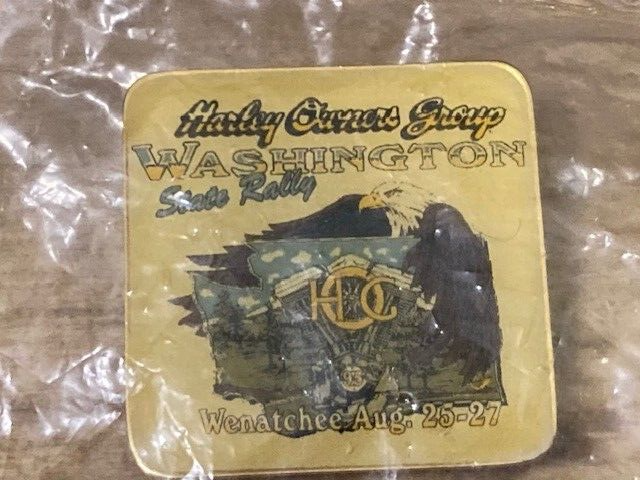 Harley Owners Group
WASHINGTON
State Rally
HOG
Wenatchee Aug. 25-27